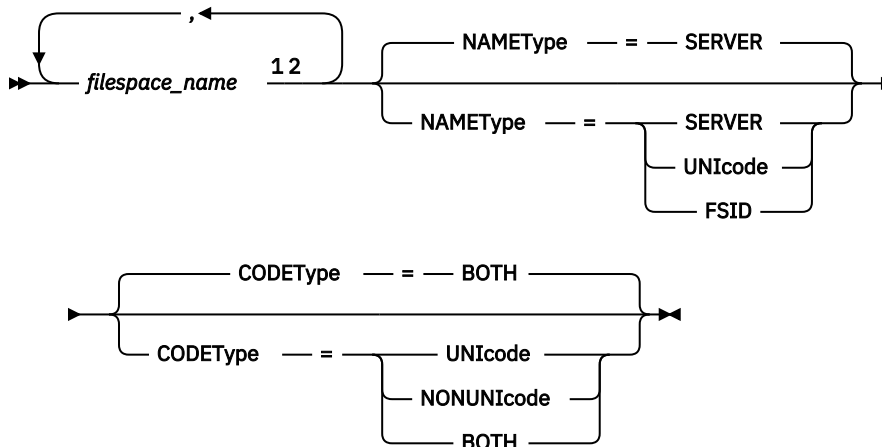 ,
filespace_name 1 2
NAMEType = SERVER
NAMEType = SERVER
UNIcode
FSID
CODEType = BOTH
CODEType = UNIcode
NONUNIcode
BOTH